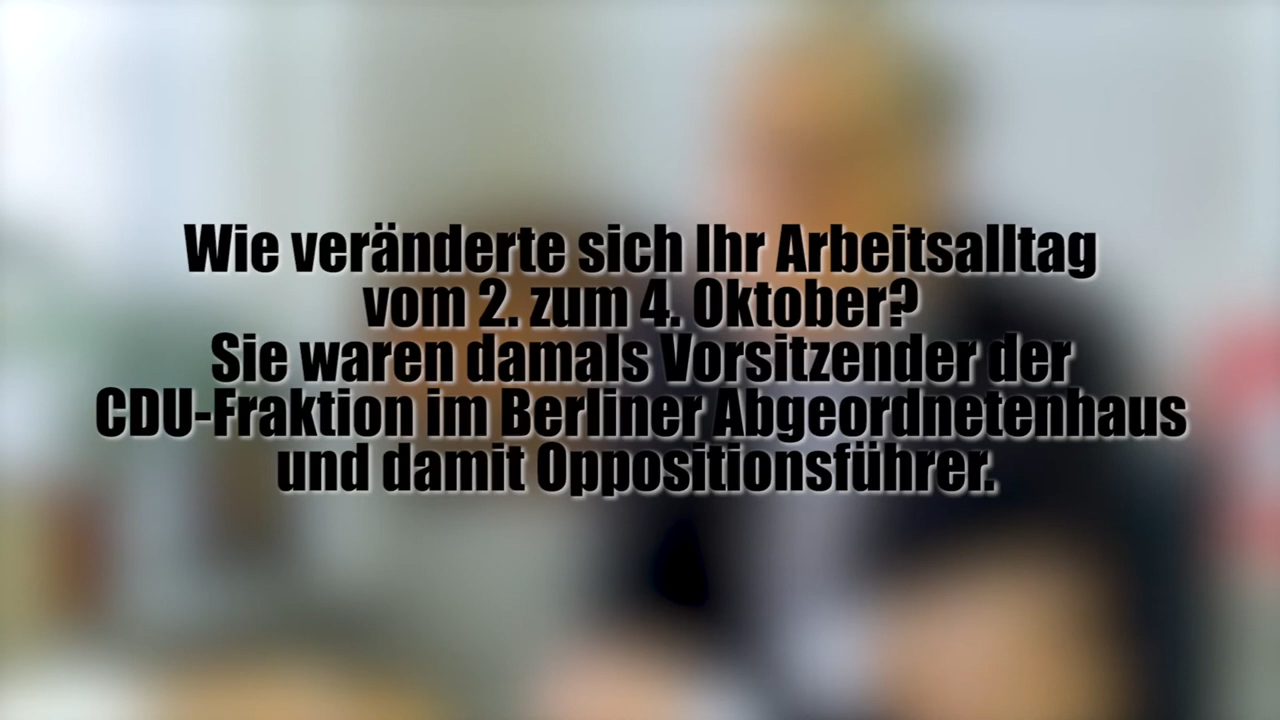 Wie veränderte sich Ihr Arbeitsalltag
vom 2. zum 4. Oktober?
Sie waren damals Vorsitzender der
CDU-Fraktion im Berliner Abgeordnetenhaus
und damit Oppositionsführer.